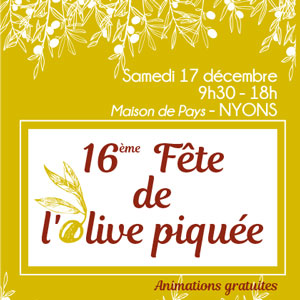 Samedi 17 décembre
9h30 - 18h
Maison de Pays - NYONS
16ème Fête
de
l'olive piquée
Animations gratuites